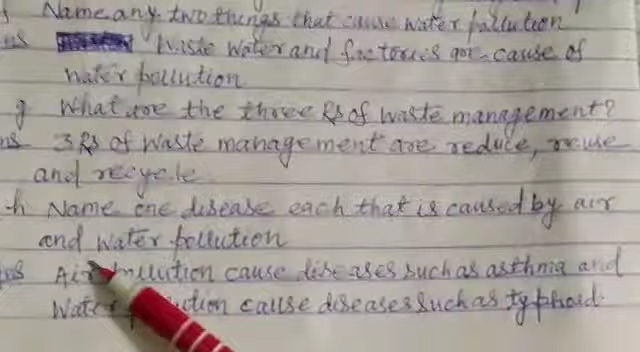 Name any two things that cause water pollution
ns Waste water and factories are cause of
water pollution
g What are the three Rs of waste management?
ns 3 Rs of waste management are reduce, reuse
and recycle
h Name one disease each that is caused by air
and water pollution
Air pollution cause diseases such as asthma and
Water cause diseases such as typhoid